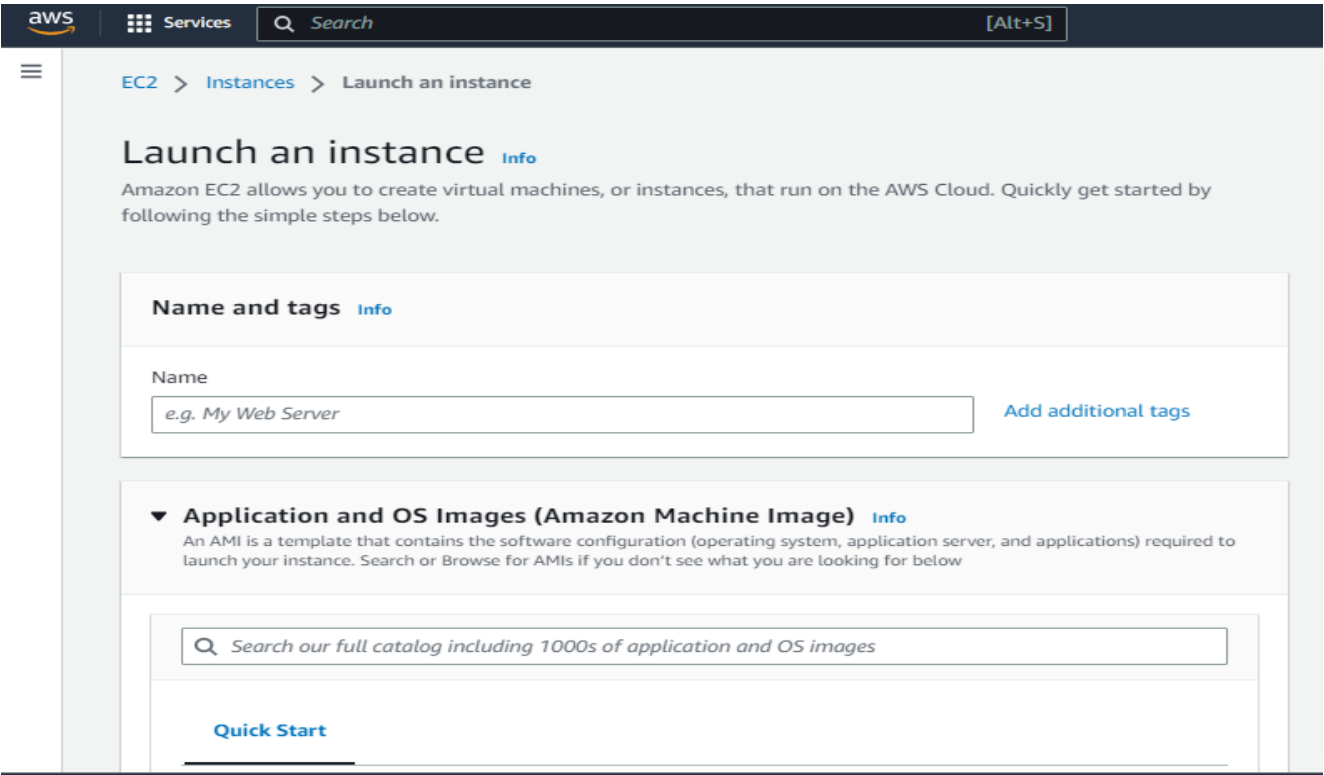 aws Services Search [Alt+S]
EC2 > Instances > Launch an instance
Launch an instance Info
Amazon EC2 allows you to create virtual machines, or instances, that run on the AWS Cloud. Quickly get started by
following the simple steps below.
Name and tags Info
Name
e.g. My Web Server Add additional tags
Application and OS Images (Amazon Machine Image) Info
An AMI is a template that contains the software configuration (operating system, application server, and applications) required to
launch your instance. Search or Browse for AMIs if you don't see what you are looking for below
Search our full catalog including 1000s of application and OS images
Quick Start